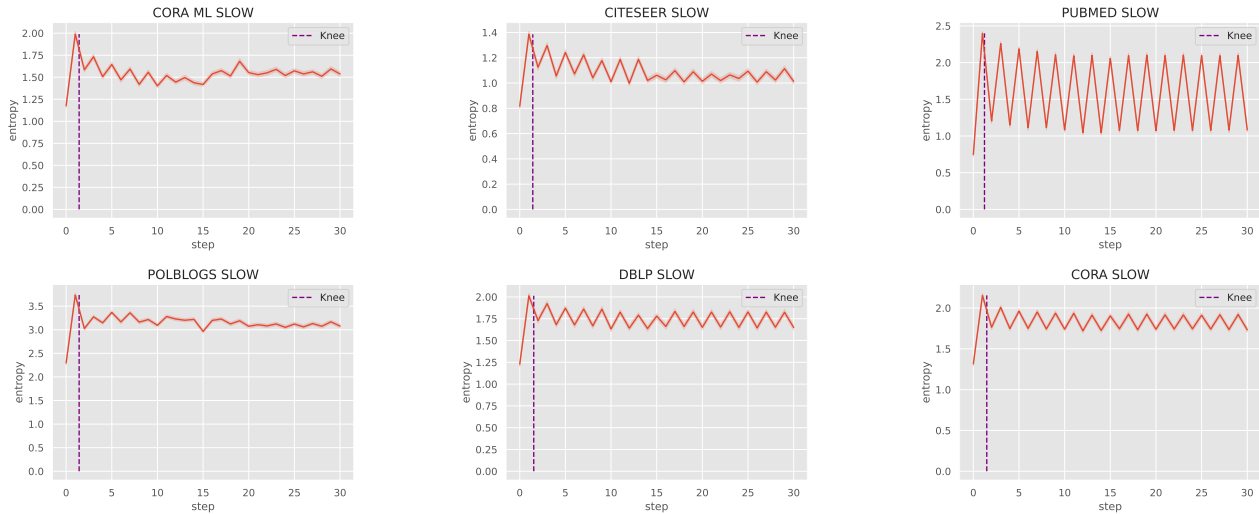 CORA ML SLOW
Knee
2.00
1.75
1.50
1.25
1.00
0.75
0.50
0.25
0.00
entropy
0 5 10 15 20 25 30
step
CITESEER SLOW
Knee
1.4
1.2
1.0
0.8
0.6
0.4
0.2
0.0
entropy
0 5 10 15 20 25 30
step
PUBMED SLOW
Knee
2.5
2.0
1.5
1.0
0.5
0.0
entropy
0 5 10 15 20 25 30
step
POLBLOGS SLOW
Knee
3.5
3.0
2.5
2.0
1.5
1.0
0.5
0.0
entropy
0 5 10 15 20 25 30
step
DBLP SLOW
Knee
2.00
1.75
1.50
1.25
1.00
0.75
0.50
0.25
0.00
entropy
0 5 10 15 20 25 30
step
CORA SLOW
Knee
2.0
1.5
1.0
0.5
0.0
entropy
0 5 10 15 20 25 30
step